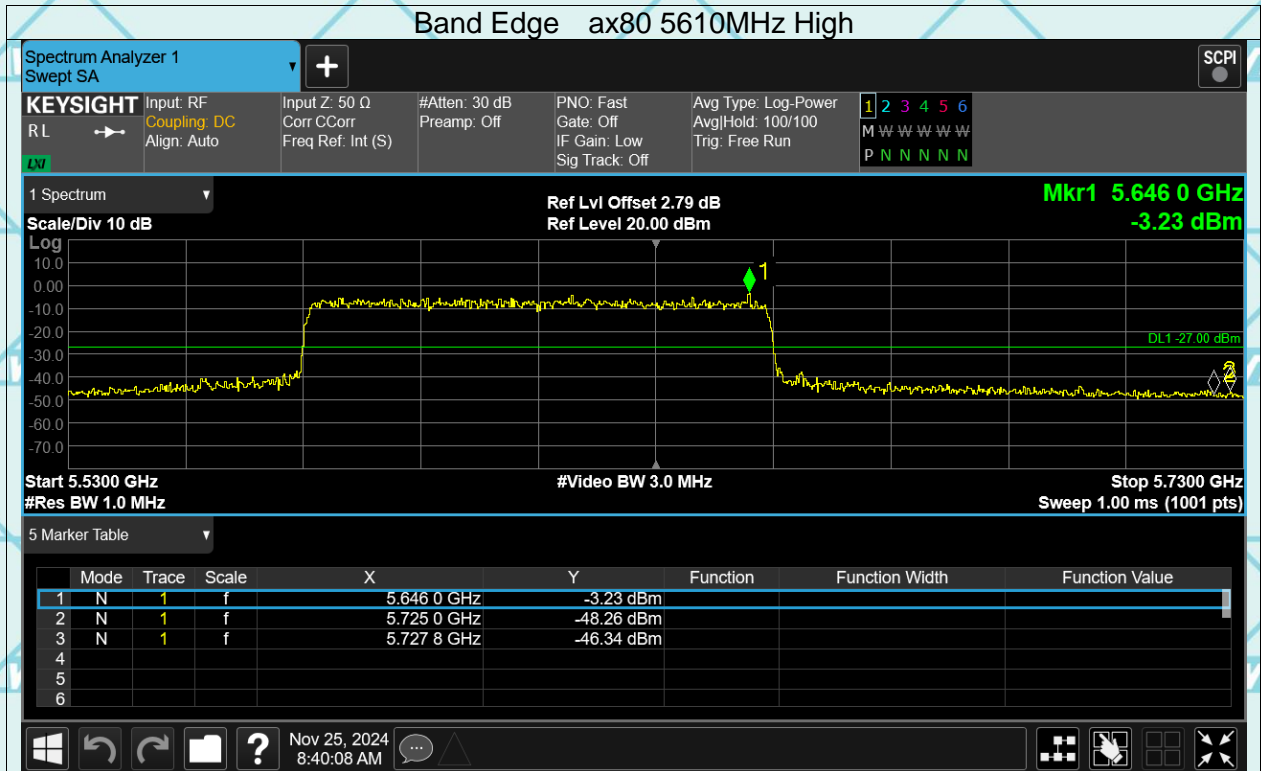 Band Edge ax80 5610MHz High
Spectrum Analyzer 1
Swept SA
SCPI
KEYSIGHT
R L
LXI
Input: RF
Coupling: DC
Align: Auto
Input Z: 50 Ω
Corr CCorr
Freq Ref: Int (S)
#Atten: 30 dB
Preamp: Off
PNO: Fast
Gate: Off
IF Gain: Low
Sig Track: Off
Avg Type: Log-Power
Avg|Hold: 100/100
Trig: Free Run
1 2 3 4 5 6
M W W W W W
P N N N N N
1 Spectrum
Scale/Div 10 dB
Ref Lvl Offset 2.79 dB
Ref Level 20.00 dBm
Mkr1 5.646 0 GHz
-3.23 dBm
Log
10.0
0.00
-10.0
-20.0
-30.0
-40.0
-50.0
-60.0
-70.0
1
DL1 -27.00 dBm
Start 5.5300 GHz
#Res BW 1.0 MHz
#Video BW 3.0 MHz
Stop 5.7300 GHz
Sweep 1.00 ms (1001 pts)
5 Marker Table
Mode Trace Scale X Y Function Function Width Function Value
1 N 1 f 5.646 0 GHz -3.23 dBm
2 N 1 f 5.725 0 GHz -48.26 dBm
3 N 1 f 5.727 8 GHz -46.34 dBm
4
5
6
?
Nov 25, 2024
8:40:08 AM